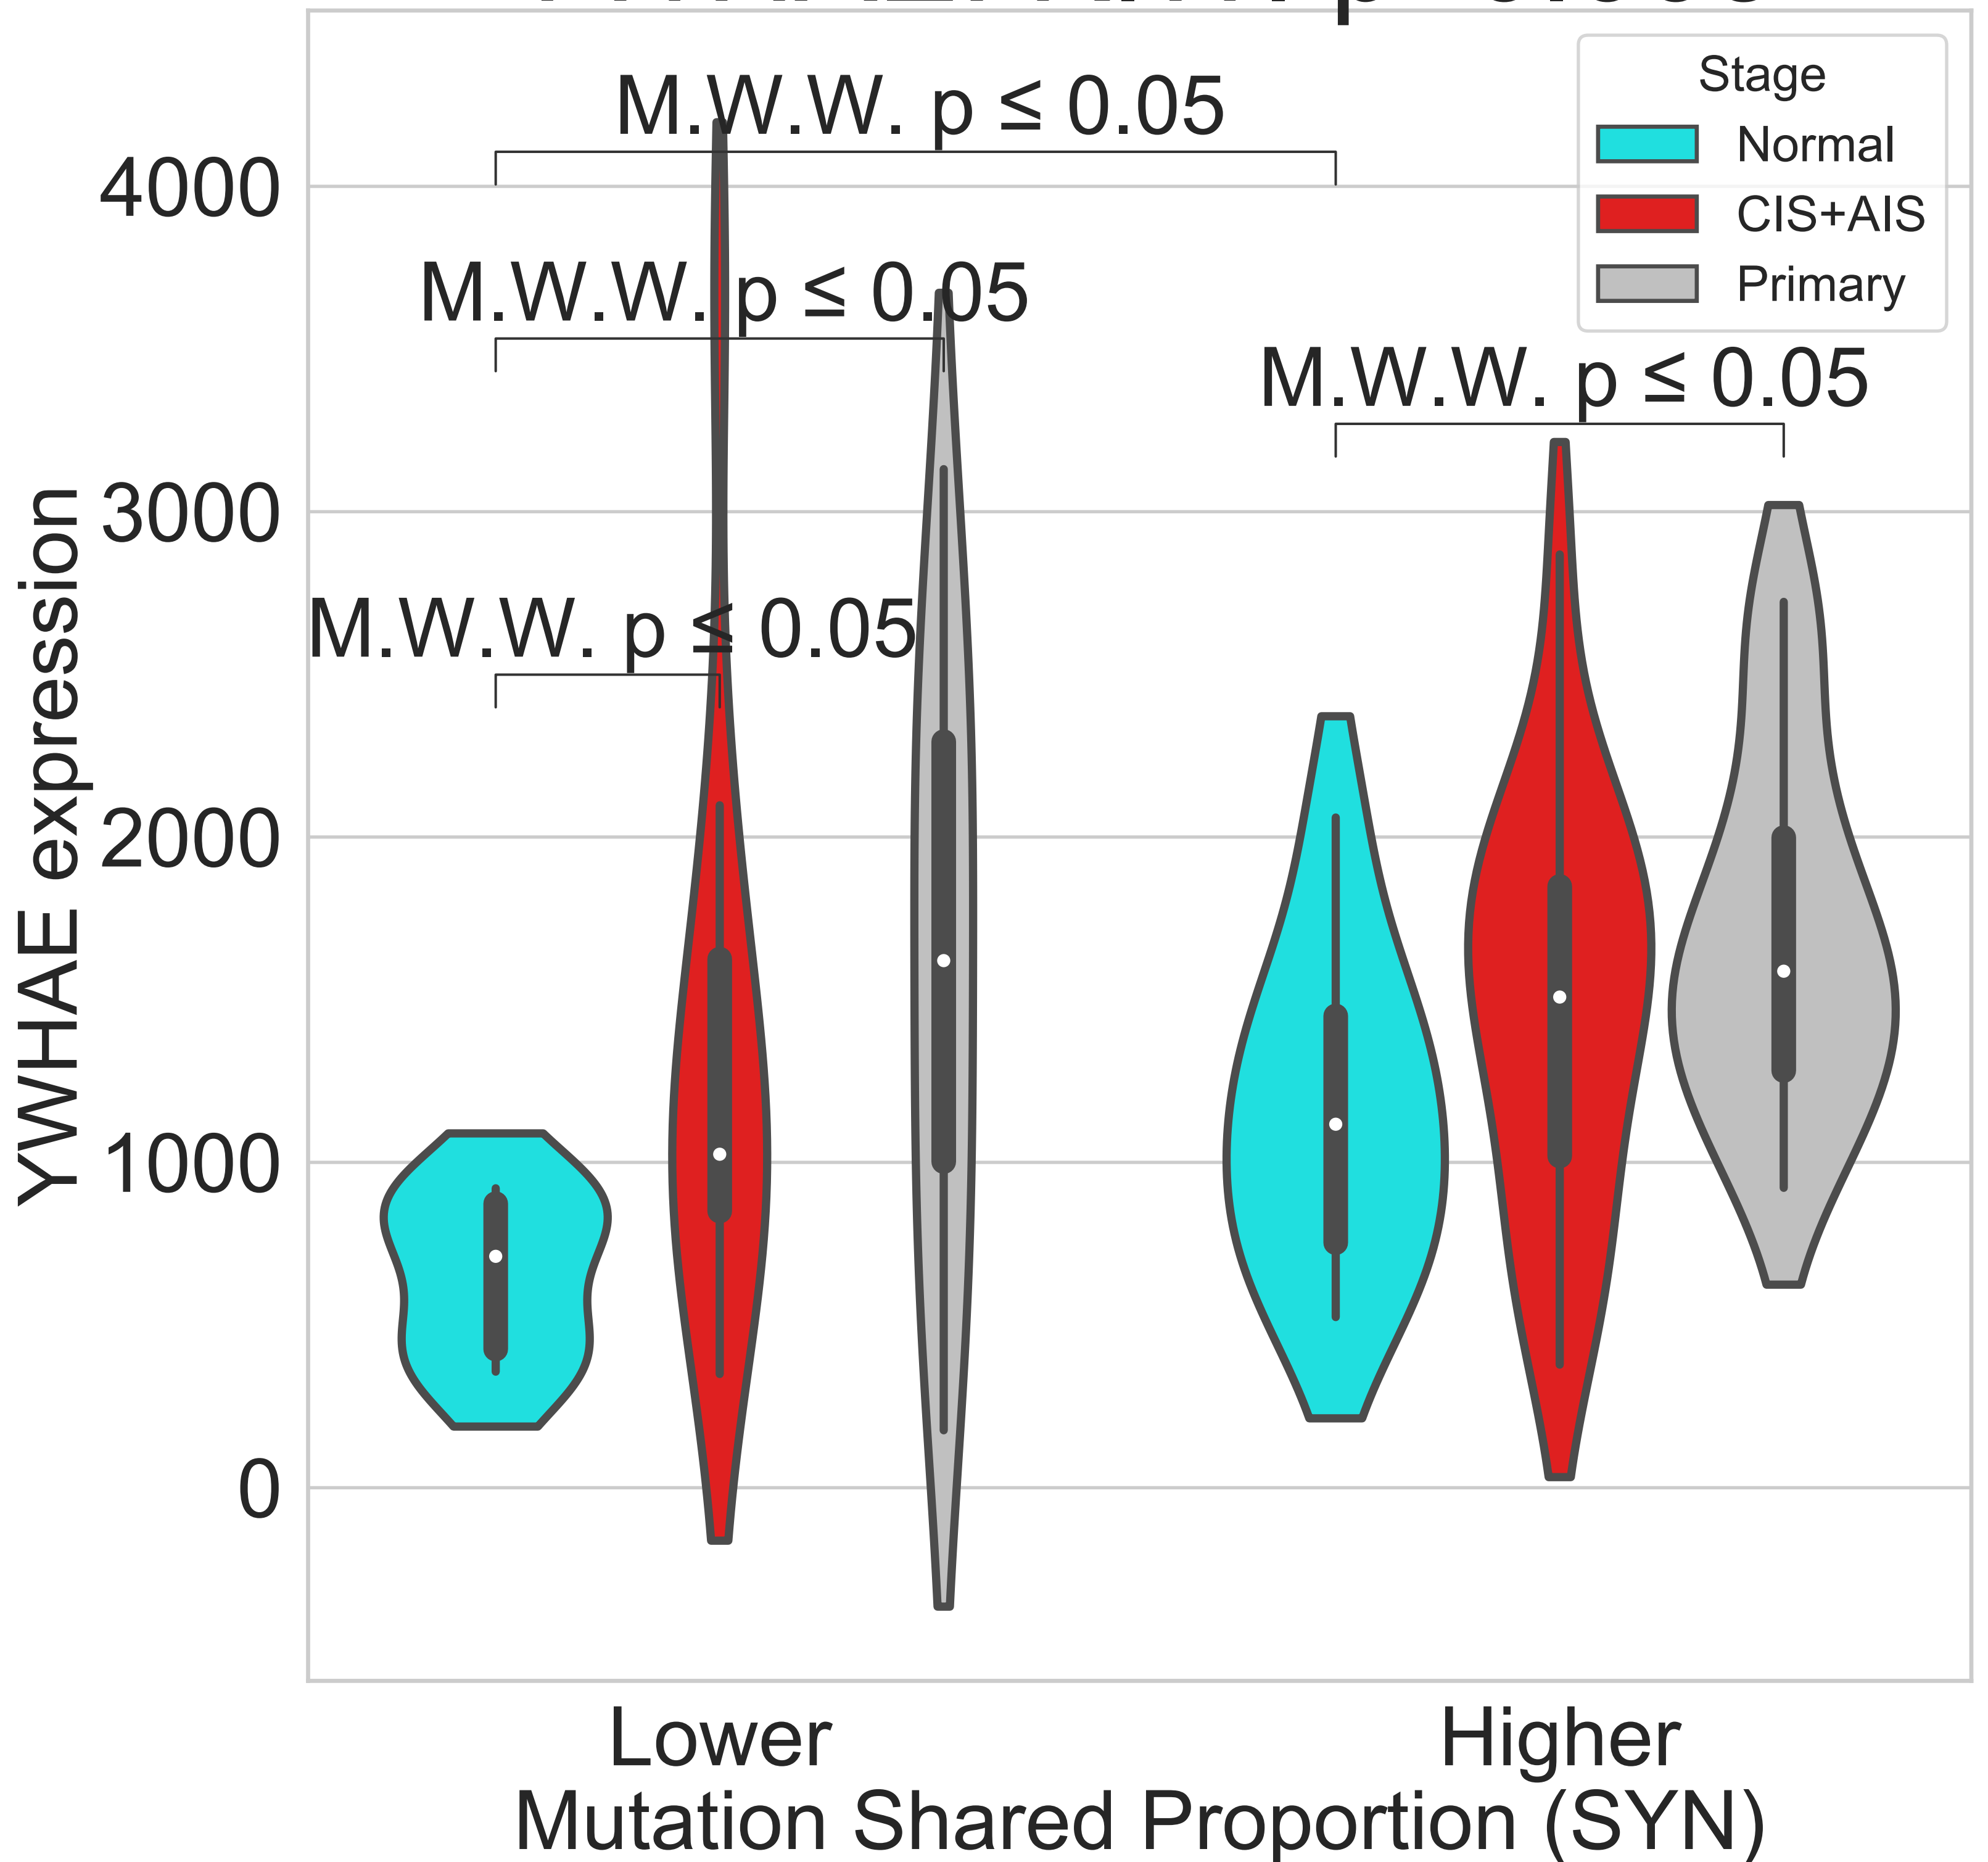 M.W.W. p ≤ 0.05
Stage
Normal
CIS+AIS
Primary
4000
M.W.W. p ≤ 0.05
M.W.W. p ≤ 0.05
3000
M.W.W. p ≤ 0.05
2000
1000
0
YWHAE expression
Lower
Higher
Mutation Shared Proportion (SYN)